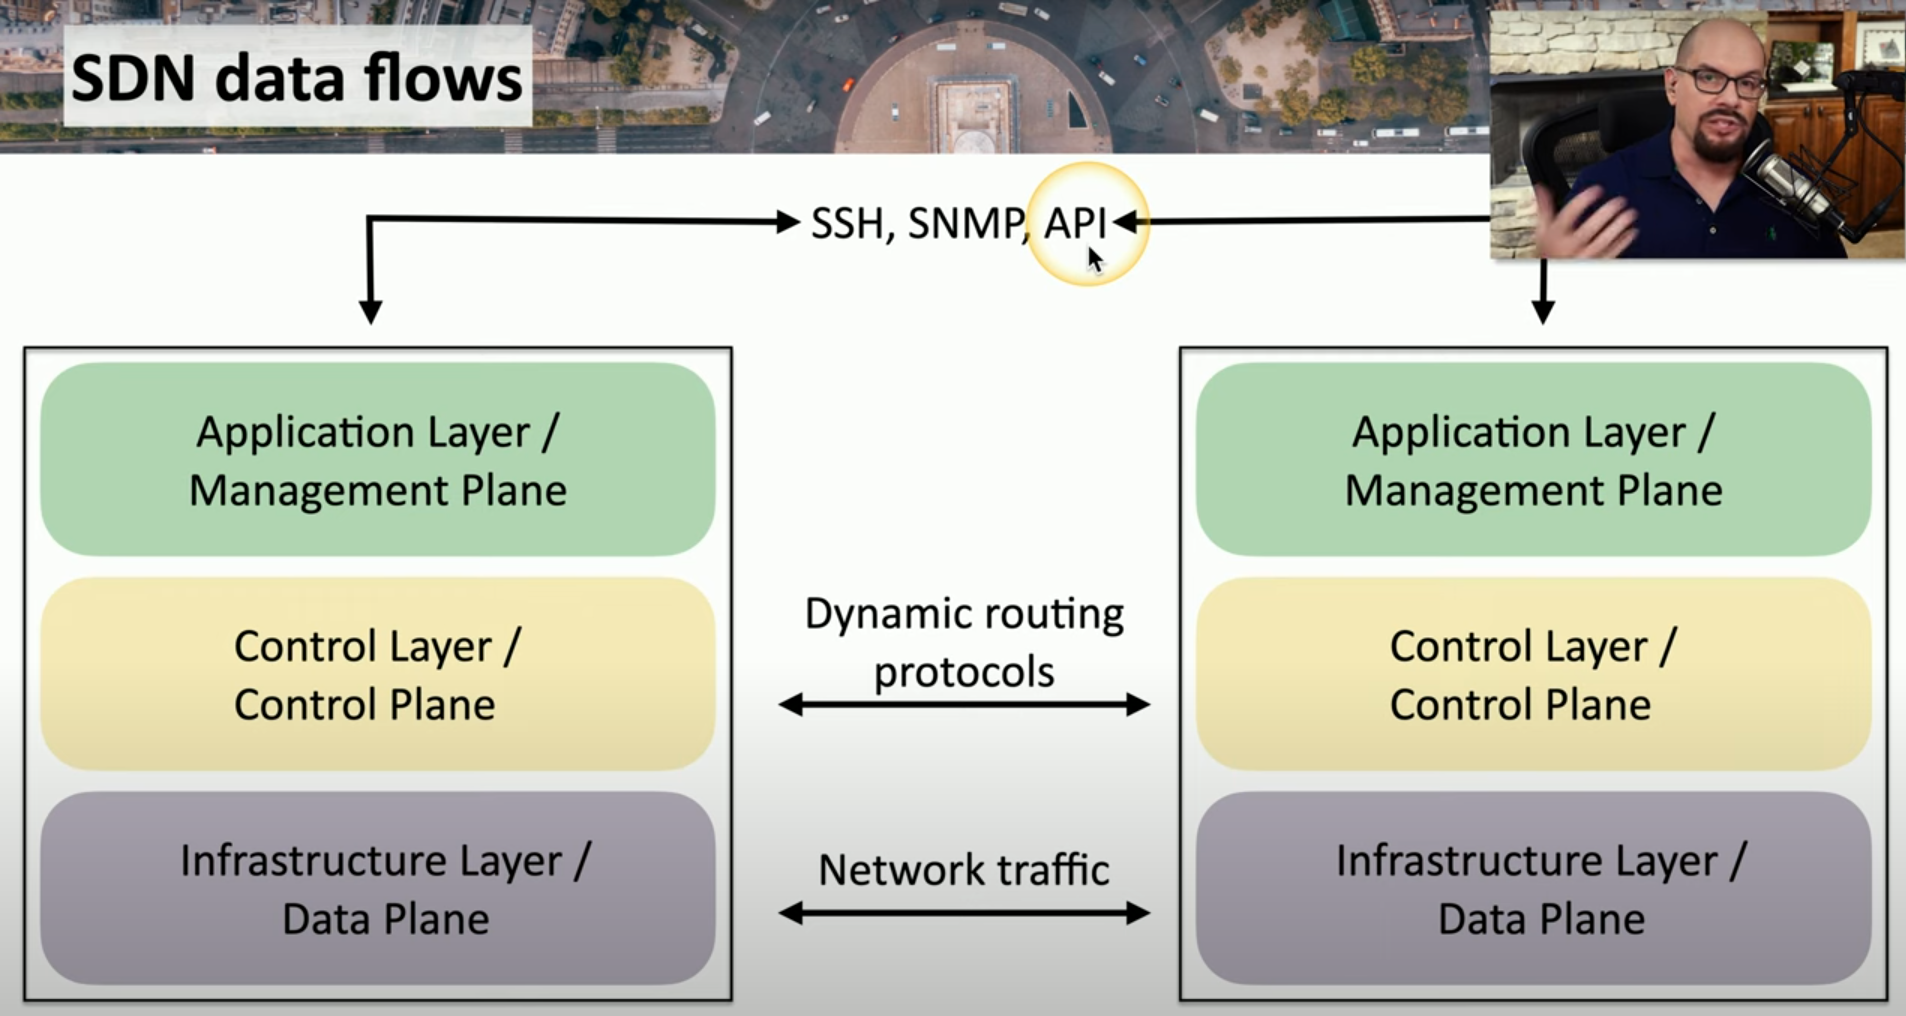 SDN data flows
SSH, SNMP, API
Application Layer /
Management Plane
Control Layer /
Control Plane
Infrastructure Layer /
Data Plane
Dynamic routing
protocols
Network traffic
Application Layer /
Management Plane
Control Layer /
Control Plane
Infrastructure Layer /
Data Plane